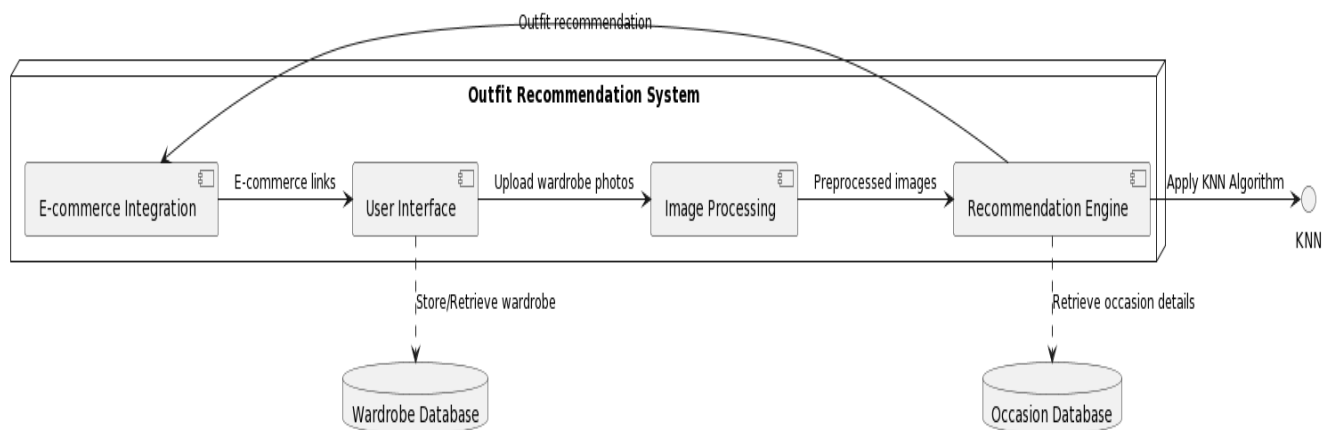 Outfit recommendation
Outfit Recommendation System
E-commerce Integration
E-commerce links
User Interface
Upload wardrobe photos
Image Processing
Preprocessed images
Recommendation Engine
Apply KNN Algorithm
KNN
Store/Retrieve wardrobe
Retrieve occasion details
Wardrobe Database
Occasion Database